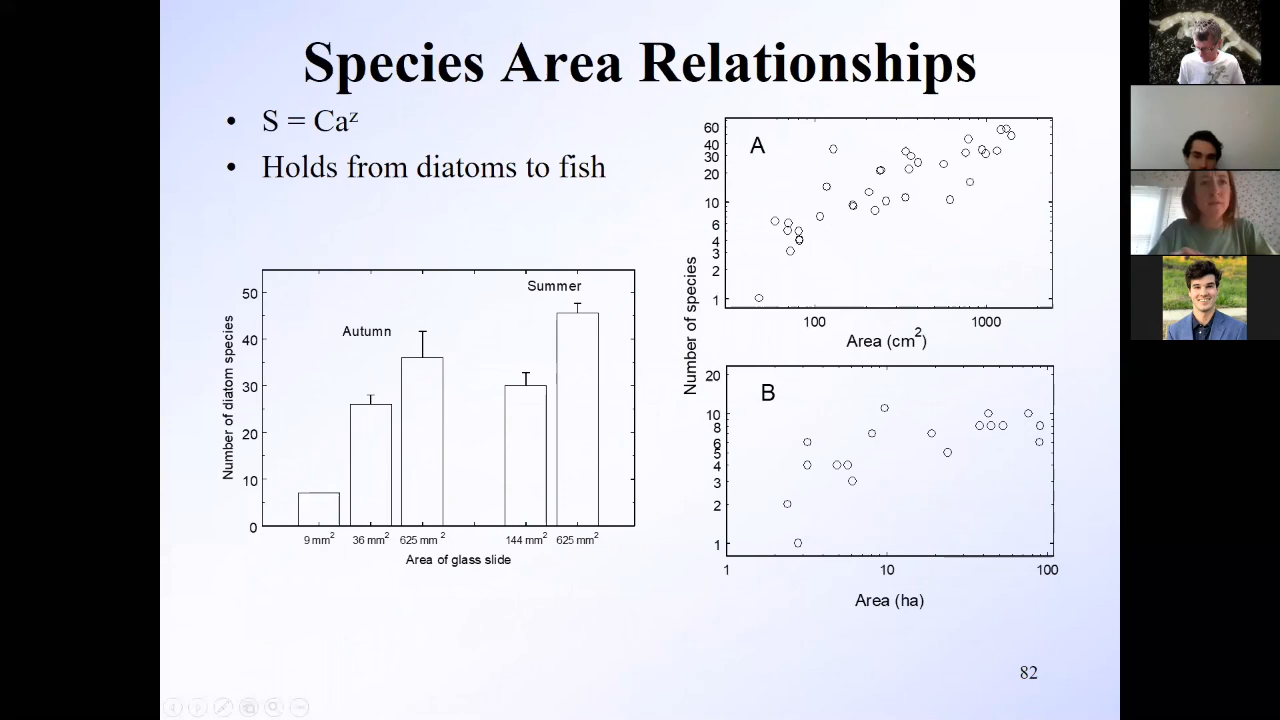 Species Area Relationships
• S = Caᶻ
• Holds from diatoms to fish
Number of diatom species
50
40
30
20
10
0
Autumn
Summer
9 mm² 36 mm² 625 mm² 144 mm² 625 mm²
Area of glass slide
Number of species
A
60
40
30
20
10
6
4
3
2
1
100 1000
Area (cm²)
B
20
10
8
6
5
4
3
2
1
1 10 100
Area (ha)
82